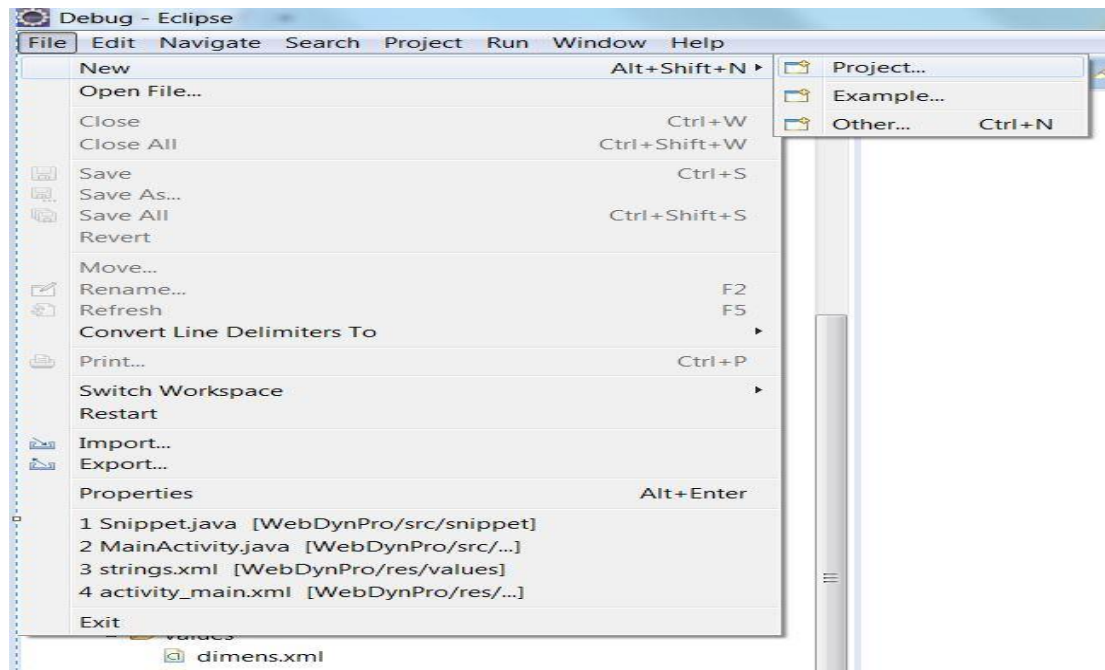 Debug - Eclipse
File Edit Navigate Search Project Run Window Help
New Alt+Shift+N
Project...
Open File...
Example...
Close Ctrl+W
Other... Ctrl+N
Close All Ctrl+Shift+W
Save Ctrl+S
Save As...
Save All Ctrl+Shift+S
Revert
Move...
Rename... F2
Refresh F5
Convert Line Delimiters To
Print... Ctrl+P
Switch Workspace
Restart
Import...
Export...
Properties Alt+Enter
1 Snippet.java [WebDynPro/src/snippet]
2 MainActivity.java [WebDynPro/src/...]
3 strings.xml [WebDynPro/res/values]
4 activity_main.xml [WebDynPro/res/...]
Exit
values
dimens.xml